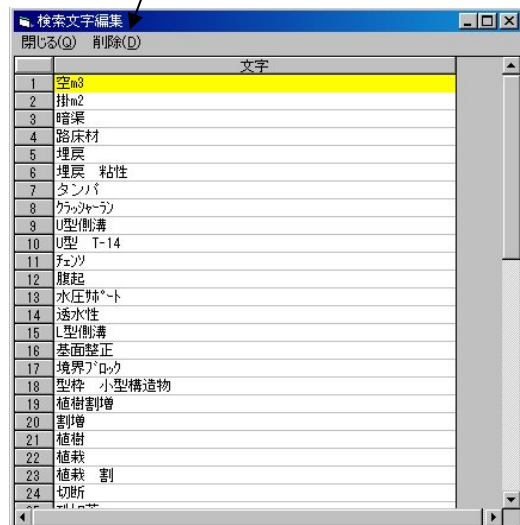 検索文字編集
閉じる(Q) 削除(D)
文字
1 空m3
2 掛m2
3 暗渠
4 路床材
5 埋戻
6 埋戻 粘性
7 タンパ
8 ｸﾗｯｼｬｰﾗﾝ
9 U型側溝
10 U型 T-14
11 ﾁｪﾝｿ
12 腹起
13 水圧ｻﾎﾟｰﾄ
14 透水性
15 L型側溝
16 基面整正
17 境界ﾌﾞﾛｯｸ
18 型枠 小型構造物
19 植樹割増
20 割増
21 植樹
22 植栽
23 植栽 割
24 切断